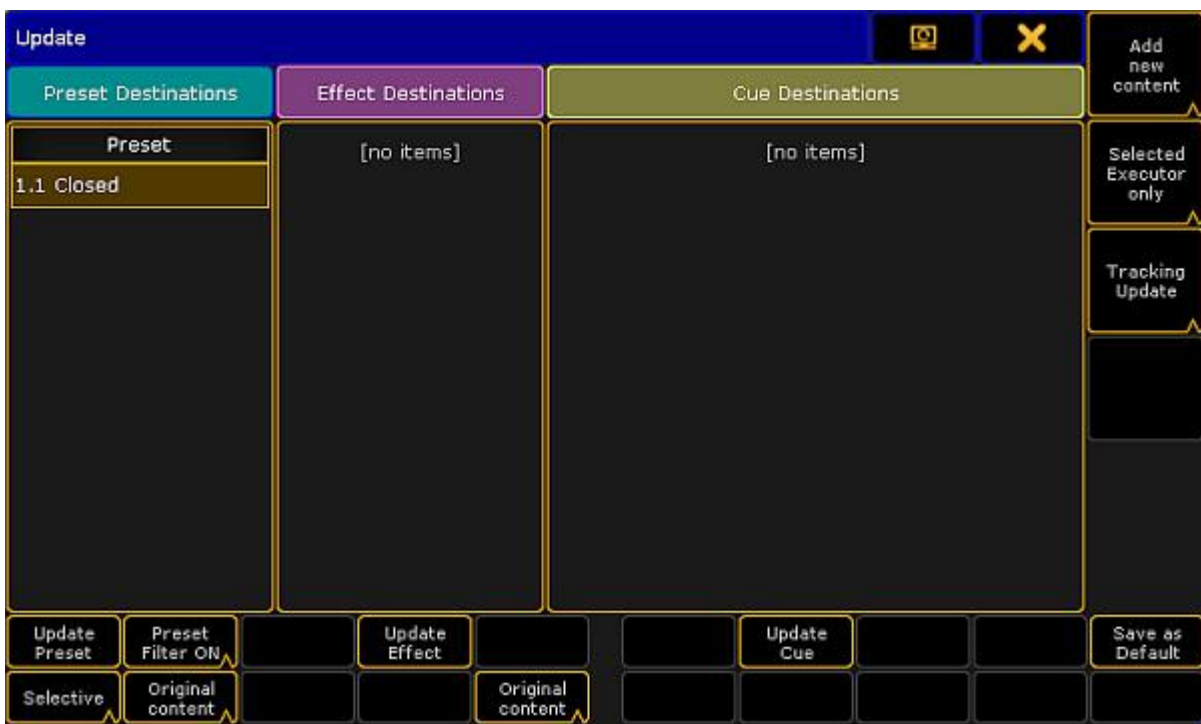 Update
Add
new
content
Preset Destinations
Effect Destinations
Cue Destinations
Preset
[no items]
[no items]
1.1 Closed
Selected
Executor
only
Tracking
Update
Update
Preset
Preset
Filter ON
Update
Effect
Update
Cue
Save as
Default
Selective
Original
content
Original
content